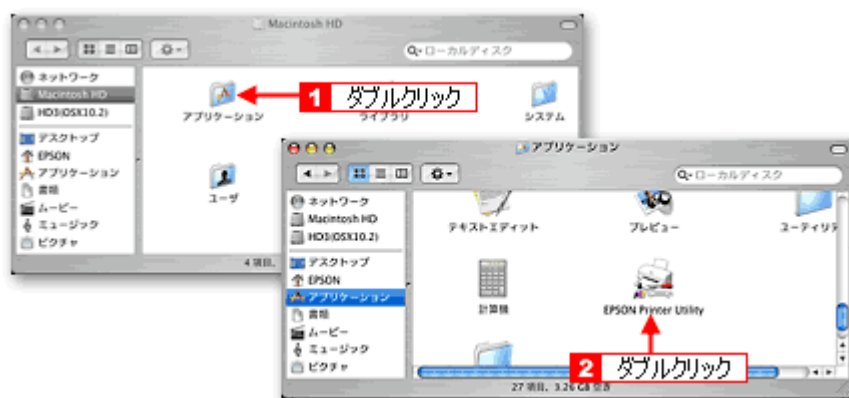 Macintosh HD
ローカルディスク
ネットワーク
Macintosh HD
HD3(OSX10.2)
デスクトップ
EPSON
アプリケーション
書類
ムービー
ミュージック
ピクチャ
アプリケーション
1 ダブルクリック
ライブラリ
システム
ユーザ
4 項目、
アプリケーション
ローカルディスク
ネットワーク
Macintosh HD
HD3(OSX10.2)
デスクトップ
EPSON
アプリケーション
書類
ムービー
ミュージック
ピクチャ
テキストエディット
プレビュー
ユーティリテ
計算機
EPSON Printer Utility
2 ダブルクリック
27 項目、3.26 GB 空き